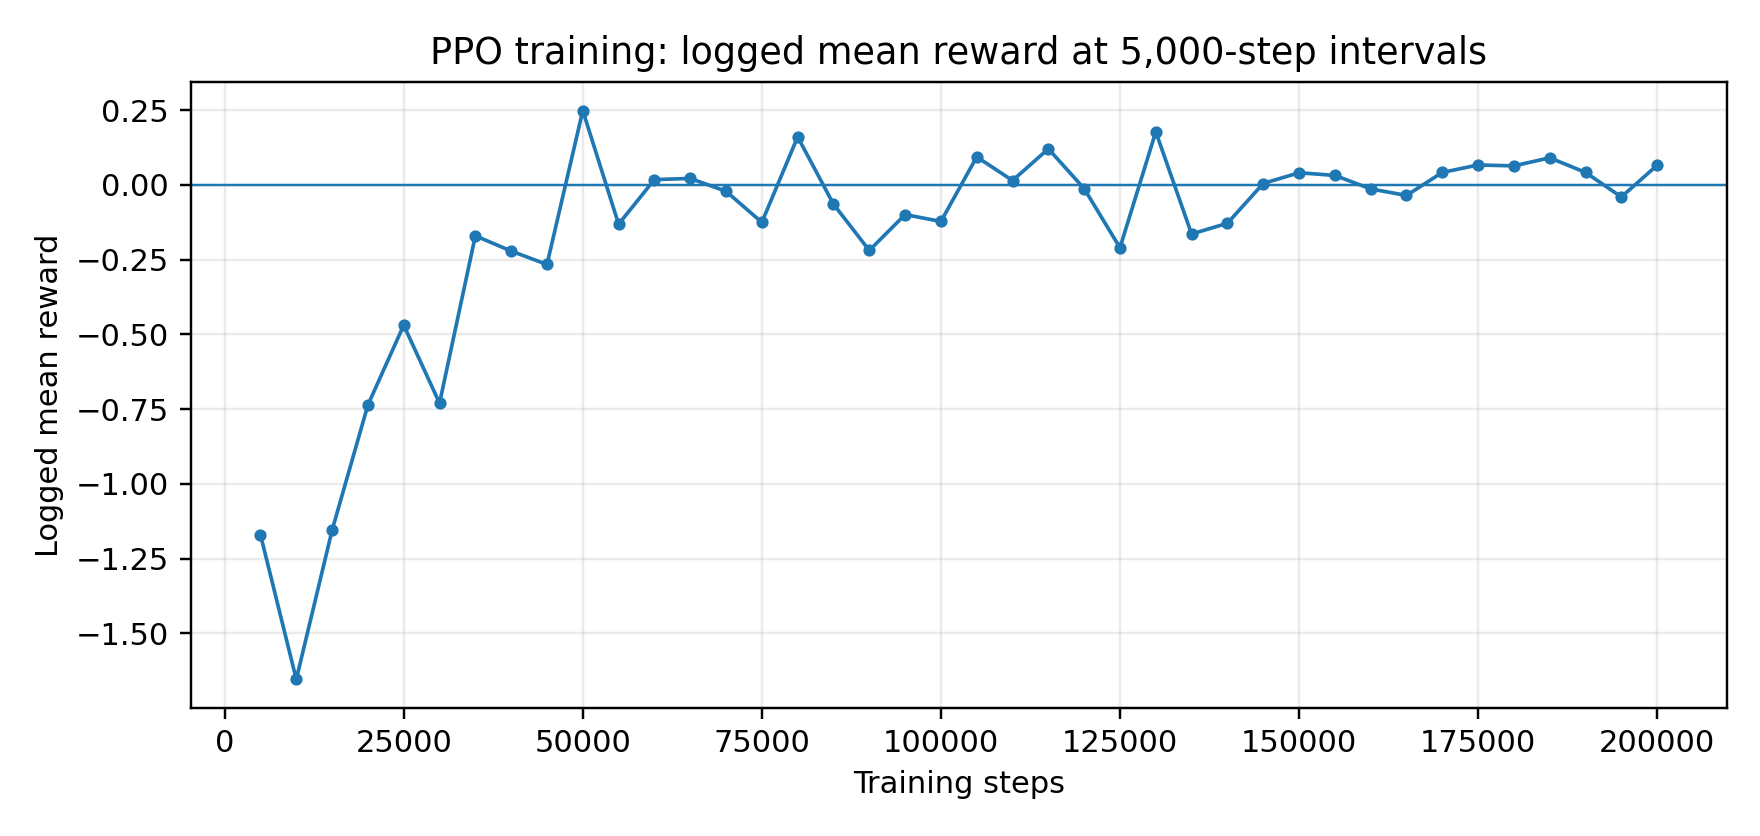 PPO training: logged mean reward at 5,000-step intervals
Logged mean reward
0.25
0.00
−0.25
−0.50
−0.75
−1.00
−1.25
−1.50
0 25000 50000 75000 100000 125000 150000 175000 200000
Training steps